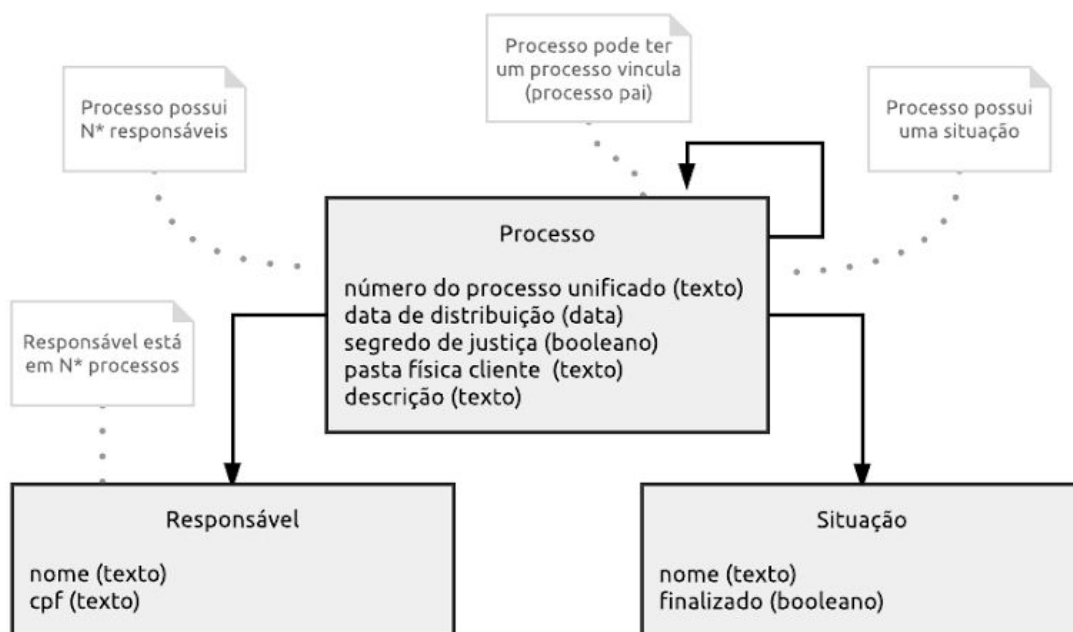 Processo pode ter
um processo vincula
(processo pai)
Processo possui
N* responsáveis
Processo possui
uma situação
Processo
número do processo unificado (texto)
data de distribuição (data)
segredo de justiça (booleano)
pasta física cliente (texto)
descrição (texto)
Responsável está
em N* processos
Responsável
nome (texto)
cpf (texto)
Situação
nome (texto)
finalizado (booleano)